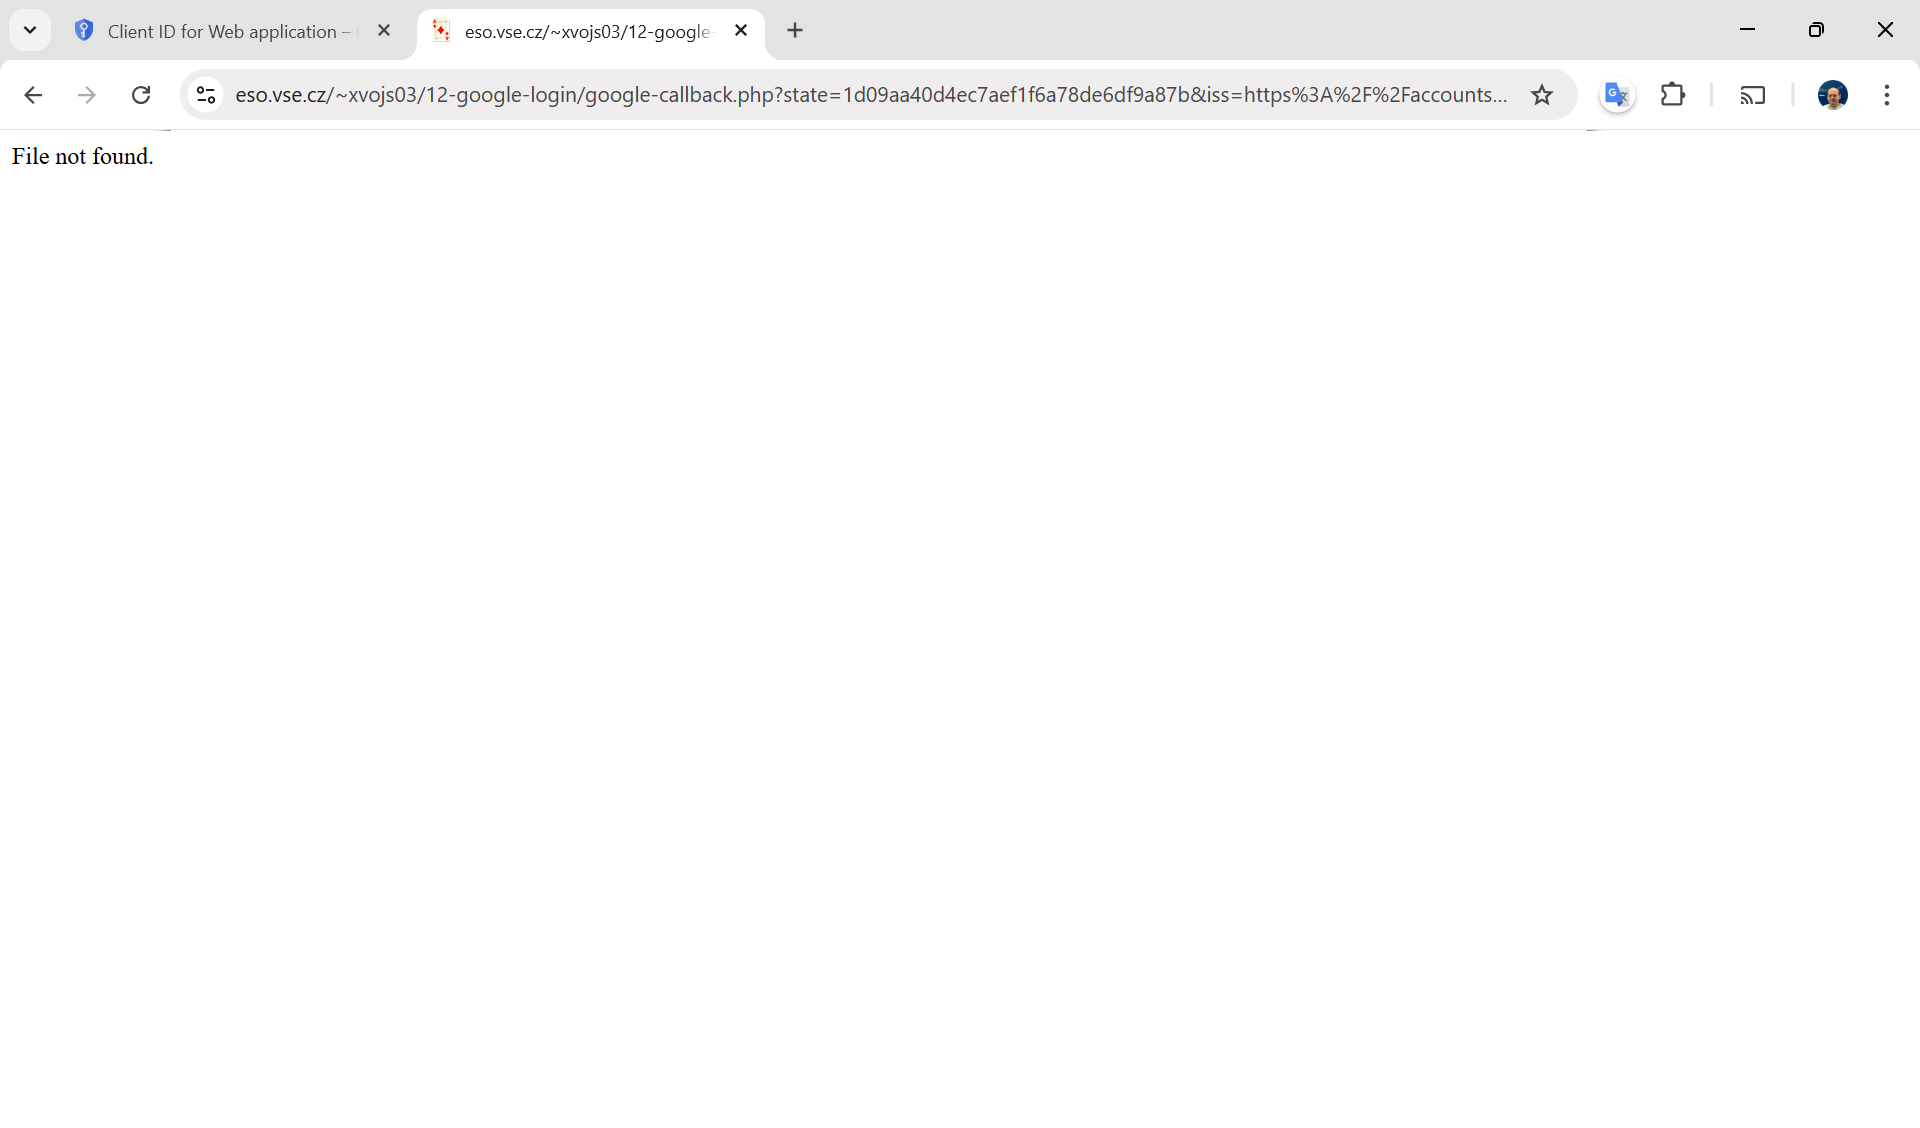 Client ID for Web application –
eso.vse.cz/~xvojs03/12-google-
eso.vse.cz/~xvojs03/12-google-login/google-callback.php?state=1d09aa40d4ec7aef1f6a78de6df9a87b&iss=https%3A%2F%2Faccounts...
File not found.